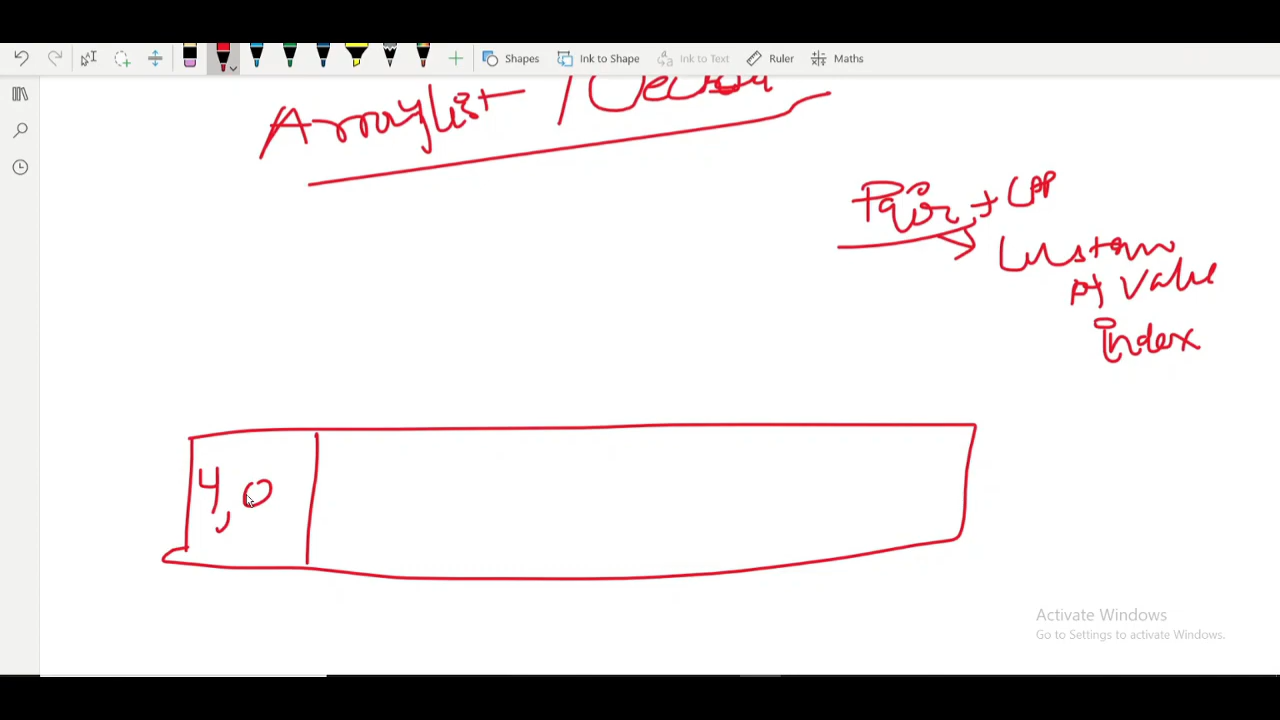 Shapes Ink to Shape Ink to Text Ruler Maths
Arraylist / Vector
Pair + CPP
Custom
of value
index
4,0
Activate Windows
Go to Settings to activate Windows.